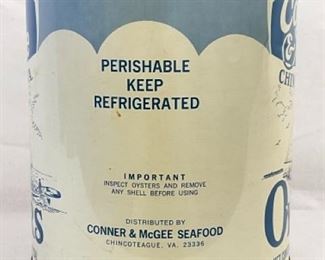 PERISHABLE
KEEP
REFRIGERATED
IMPORTANT
INSPECT OYSTERS AND REMOVE
ANY SHELL BEFORE USING
DISTRIBUTED BY
CONNER & MCGEE SEAFOOD
CHINCOTEAGUE, VA. 23336